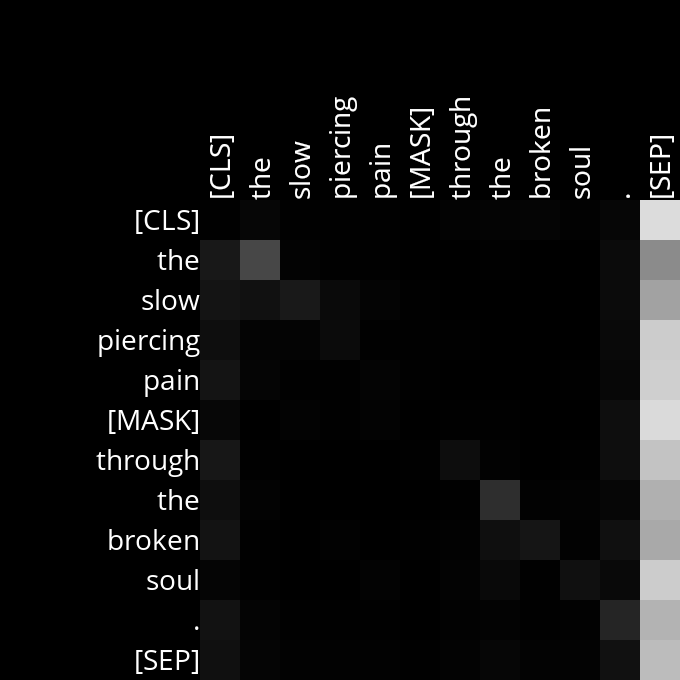 [CLS] the slow piercing pain [MASK] through the broken soul . [SEP]
[CLS]
the
slow
piercing
pain
[MASK]
through
the
broken
soul
.
[SEP]